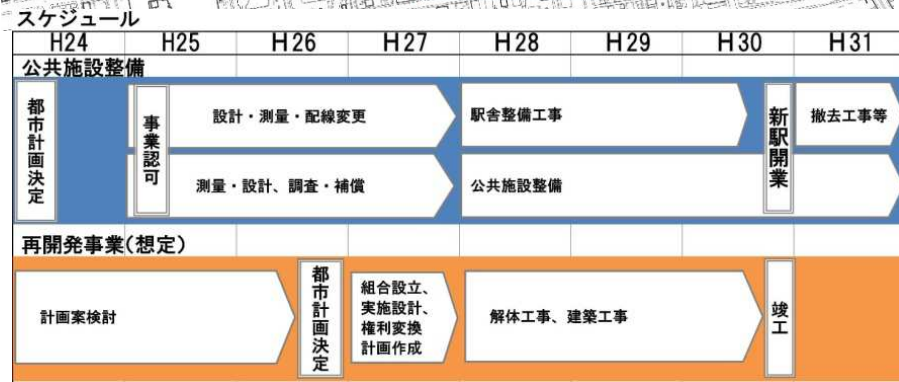 スケジュール
H24 H25 H26 H27 H28 H29 H30 H31
公共施設整備
都市計画決定
事業認可
設計・測量・配線変更
駅舎整備工事
新駅開業
撤去工事等
測量・設計、調査・補償
公共施設整備
再開発事業(想定)
計画案検討
都市計画決定
組合設立、
実施設計、
権利変換
計画作成
解体工事、建築工事
竣工